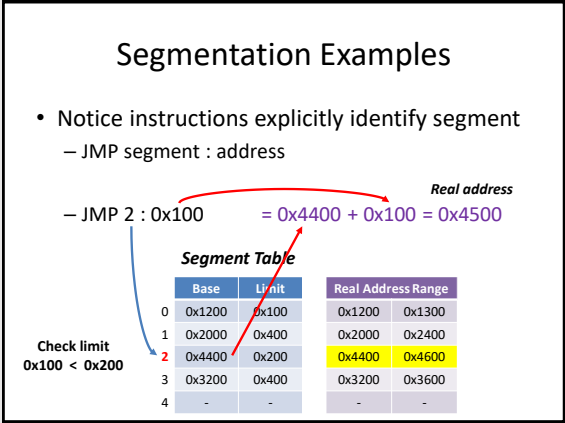 Segmentation Examples
• Notice instructions explicitly identify segment
– JMP segment : address
Real address
– JMP 2 : 0x100 = 0x4400 + 0x100 = 0x4500
Segment Table
Base Limit Real Address Range
0 0x1200 0x100 0x1200 0x1300
1 0x2000 0x400 0x2000 0x2400
Check limit
2 0x4400 0x200 0x4400 0x4600
0x100 < 0x200
3 0x3200 0x400 0x3200 0x3600
4 - - - -